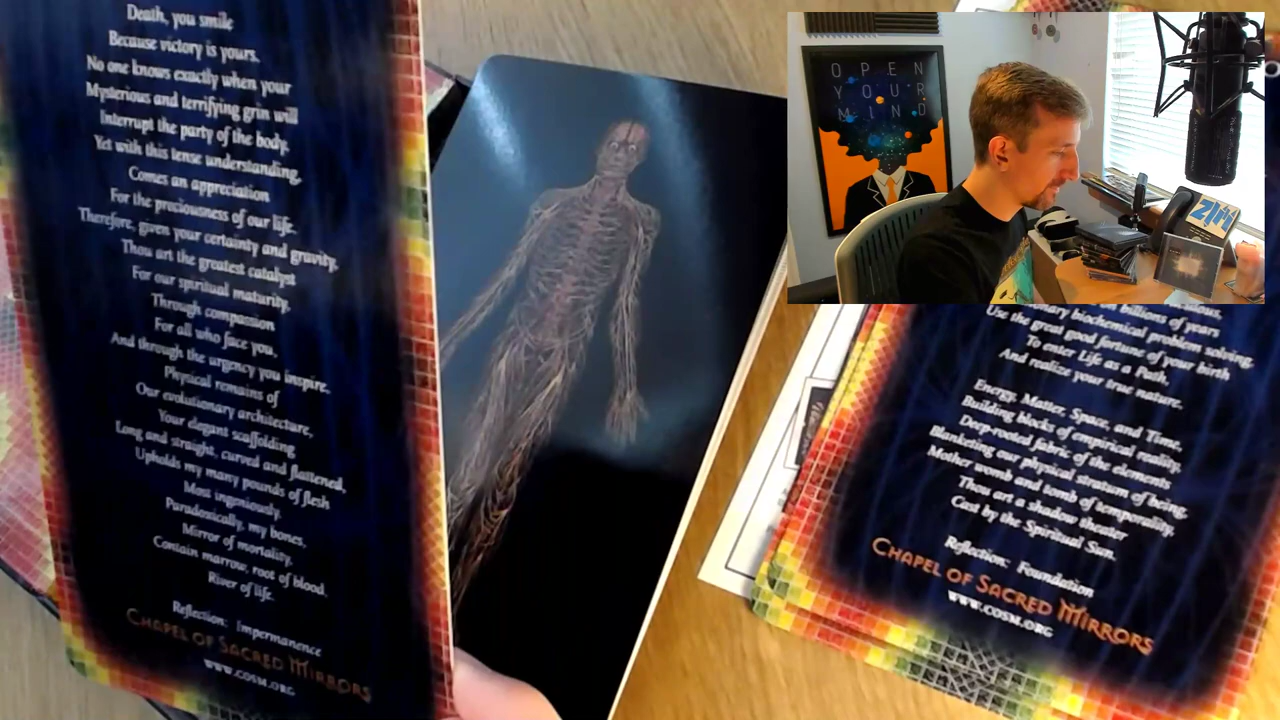 Death, you smile
Because victory is yours.
No one knows exactly when your
Mysterious and terrifying grin will
Interrupt the party of the body,
Yet with this tense understanding,
Comes an appreciation
For the preciousness of our life.
Therefore, given your certainty and gravity,
Thou art the greatest catalyst
For our spiritual maturity,
Through compassion
For all who face you,
And through the urgency you inspire,
Physical remains of
Our evolutionary architecture,
Your elegant scaffolding
Long and straight, curved and flattened,
Upholds my many pounds of flesh
Most ingeniously.
Paradoxically, my bones,
Mirror of mortality,
Contain marrow, root of blood,
River of life.
Reflection: Impermanence
CHAPEL OF SACRED MIRRORS
WWW.COSM.ORG
OPEN
YOUR
MIND
billions of years
biochemical problem solving,
Use the great good fortune of your birth
To enter Life as a Path,
And realize your true nature.
Energy, Matter, Space, and Time,
Building blocks of empirical reality,
Deep-rooted fabric of the elements
Blanketing our physical stratum of being,
Mother womb and tomb of temporality,
Thou art a shadow theater
Cast by the Spiritual Sun.
Reflection: Foundation
CHAPEL OF SACRED MIRRORS
WWW.COSM.ORG